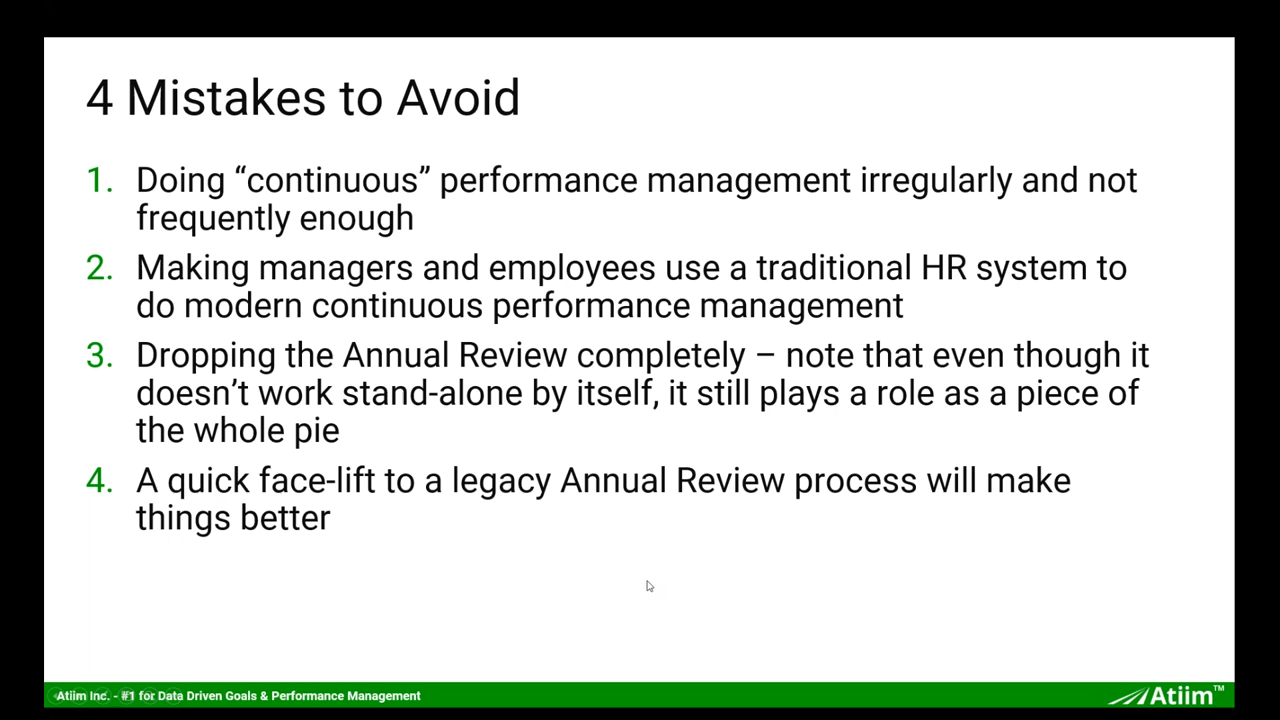 4 Mistakes to Avoid
1. Doing “continuous” performance management irregularly and not
frequently enough
2. Making managers and employees use a traditional HR system to
do modern continuous performance management
3. Dropping the Annual Review completely – note that even though it
doesn’t work stand-alone by itself, it still plays a role as a piece of
the whole pie
4. A quick face-lift to a legacy Annual Review process will make
things better
Atiim Inc. - #1 for Data Driven Goals & Performance Management
Atiim™